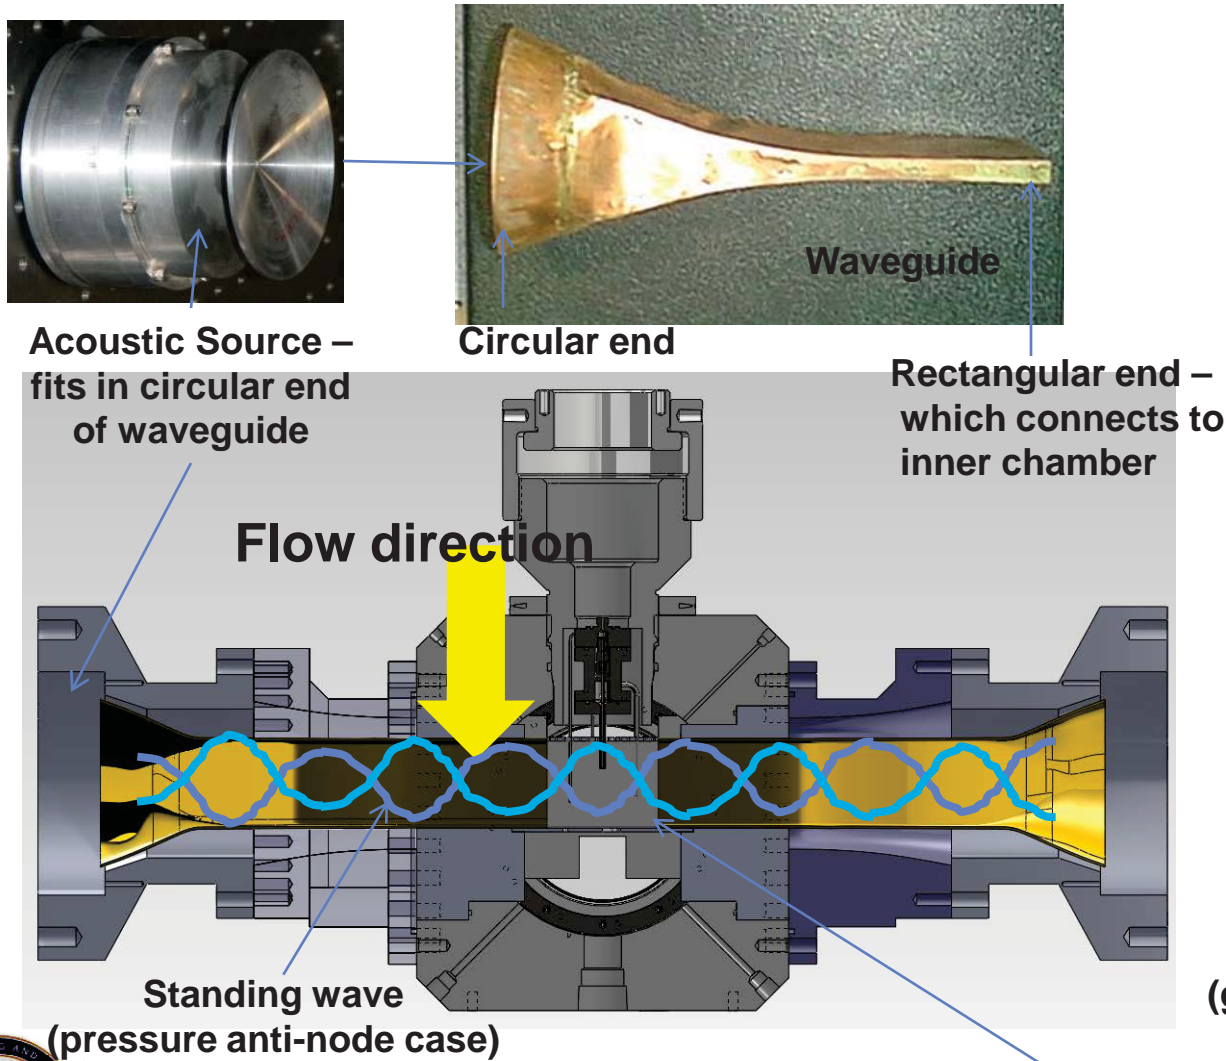 Waveguide
Acoustic Source –
fits in circular end
of waveguide
Circular end
Rectangular end –
which connects to
inner chamber
Flow direction
Standing wave
(pressure anti-node case)
(g
AND